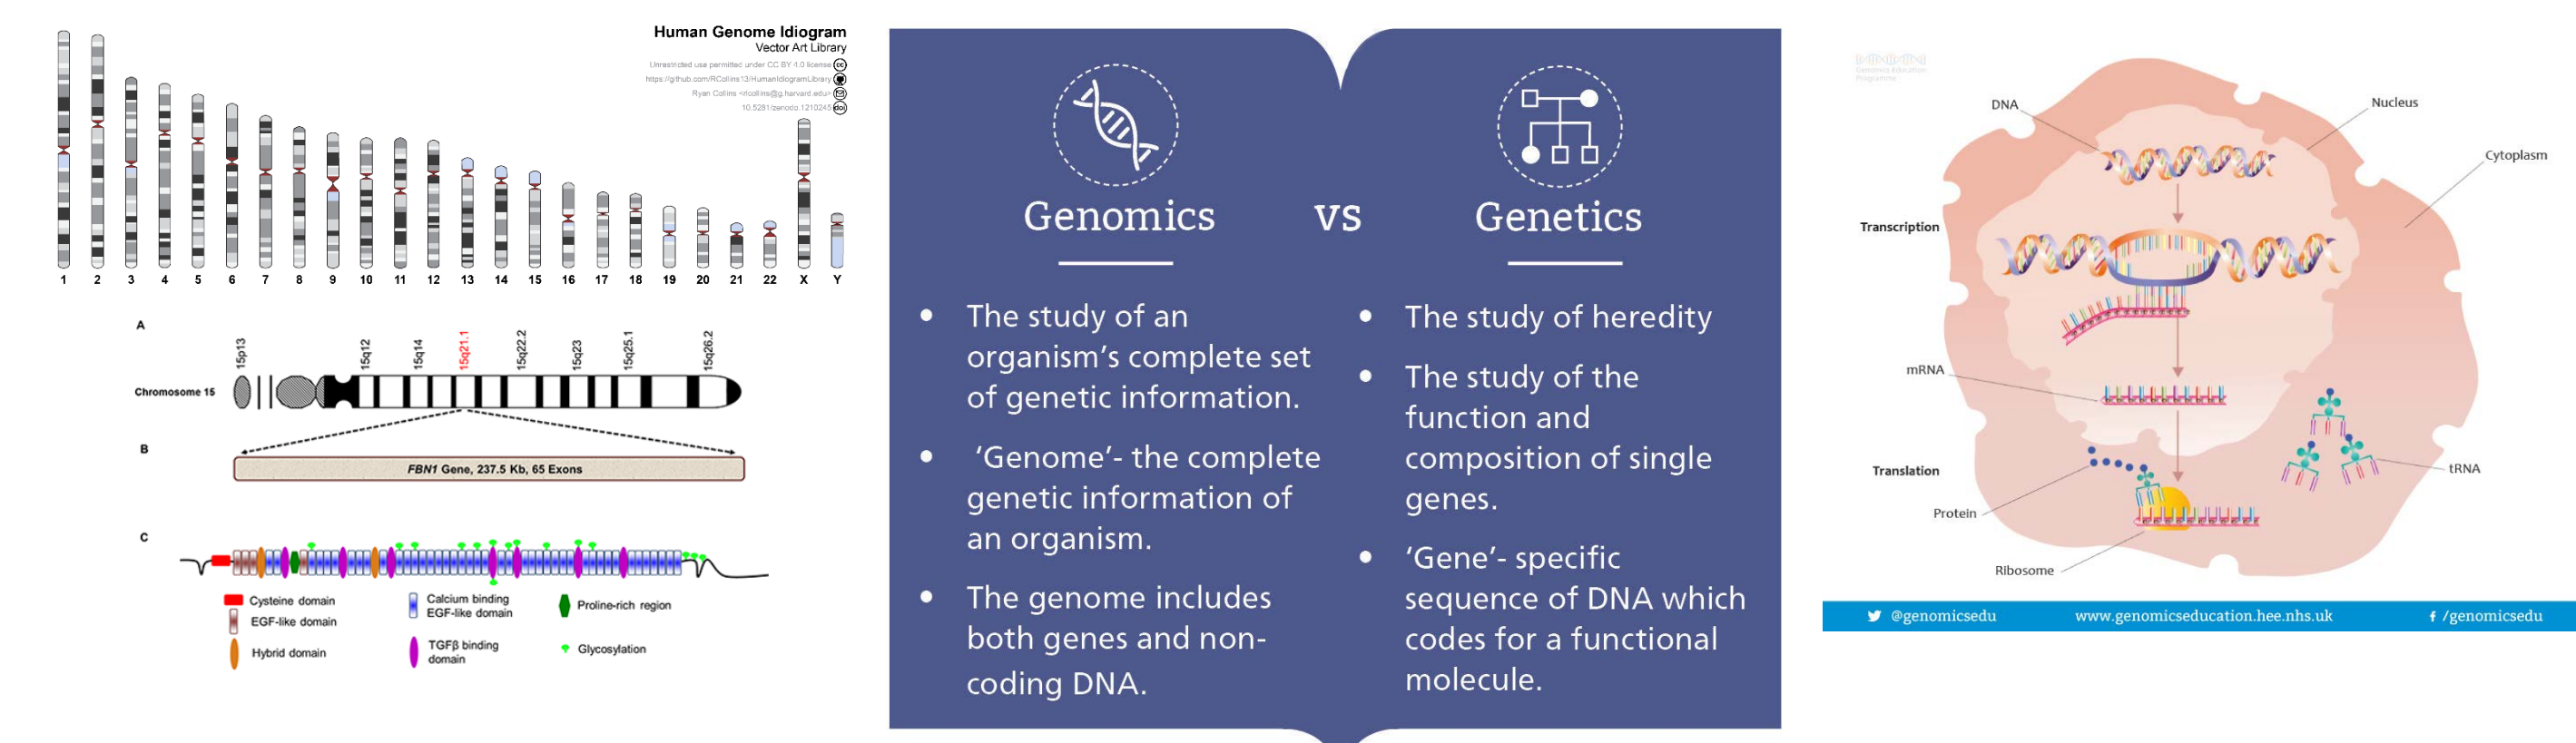 Human Genome Idiogram
Vector Art Library
Unrestricted use permitted under CC BY 4.0 license
https://github.com/RCollins13/HumanIdiogramLibrary
Ryan Collins <rlcollins@g.harvard.edu>
10.5281/zenodo.1210245
1 2 3 4 5 6 7 8 9 10 11 12 13 14 15 16 17 18 19 20 21 22 X Y
A
15p13 15q12 15q14 15q21.1 15q22.2 15q23 15q25.1 15q26.2
Chromosome 15
B
FBN1 Gene, 237.5 Kb, 65 Exons
C
Cysteine domain
EGF-like domain
Hybrid domain
Calcium binding
EGF-like domain
TGFβ binding
domain
Proline-rich region
Glycosylation
Genomics
vs
Genetics
• The study of an
organism's complete set
of genetic information.
• 'Genome'- the complete
genetic information of
an organism.
• The genome includes
both genes and non-
coding DNA.
• The study of heredity
• The study of the
function and
composition of single
genes.
• 'Gene'- specific
sequence of DNA which
codes for a functional
molecule.
Genomics Education
Programme
DNA
Nucleus
Cytoplasm
Transcription
mRNA
Translation
tRNA
Protein
Ribosome
@genomicsedu
www.genomicseducation.hee.nhs.uk
/genomicsedu